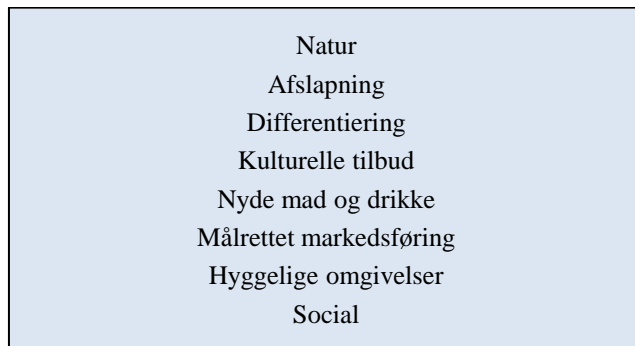 Natur
Afslapning
Differentiering
Kulturelle tilbud
Nyde mad og drikke
Målrettet markedsføring
Hyggelige omgivelser
Social